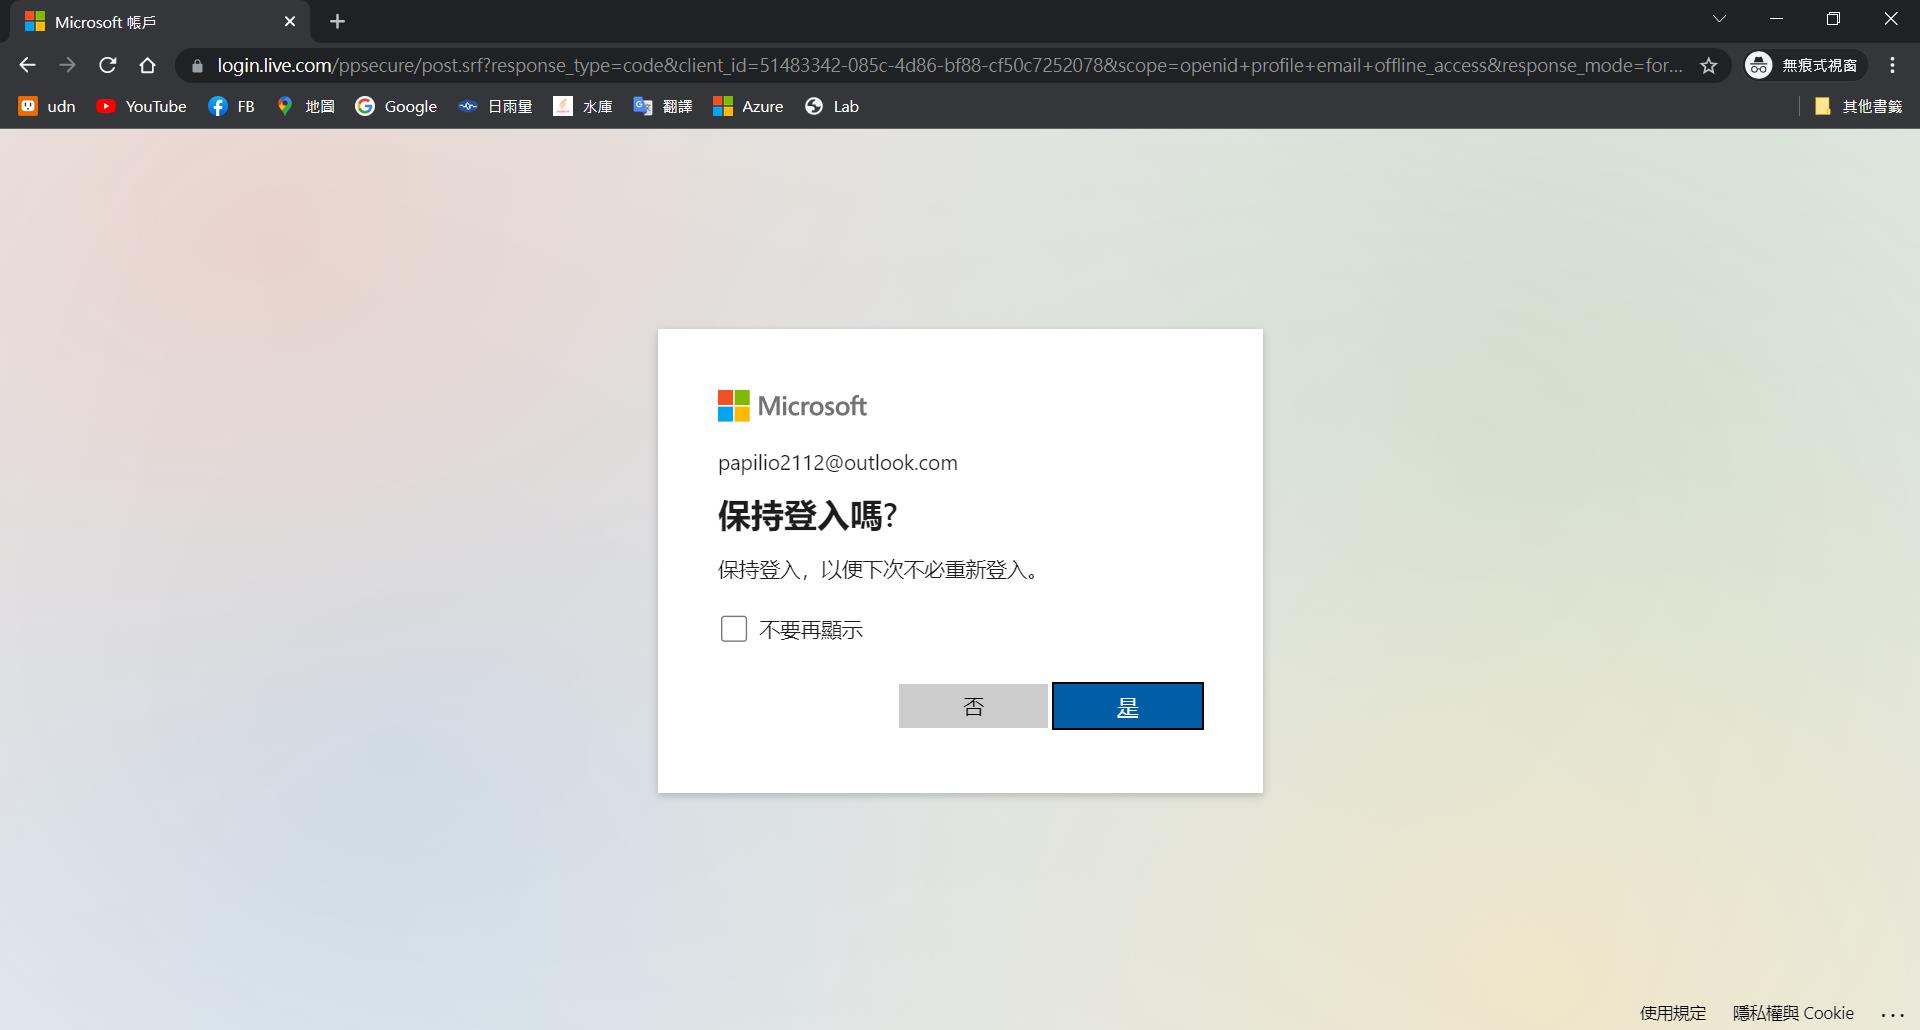 Microsoft 帳戶
login.live.com/ppsecure/post.srf?response_type=code&client_id=51483342-085c-4d86-bf88-cf50c7252078&scope=openid+profile+email+offline_access&response_mode=for...
無痕式視窗
udn YouTube FB 地圖 Google 日雨量 水庫 翻譯 Azure Lab 其他書籤
Microsoft
papilio2112@outlook.com
保持登入嗎?
保持登入，以便下次不必重新登入。
不要再顯示
否 是
使用規定 隱私權與 Cookie ...